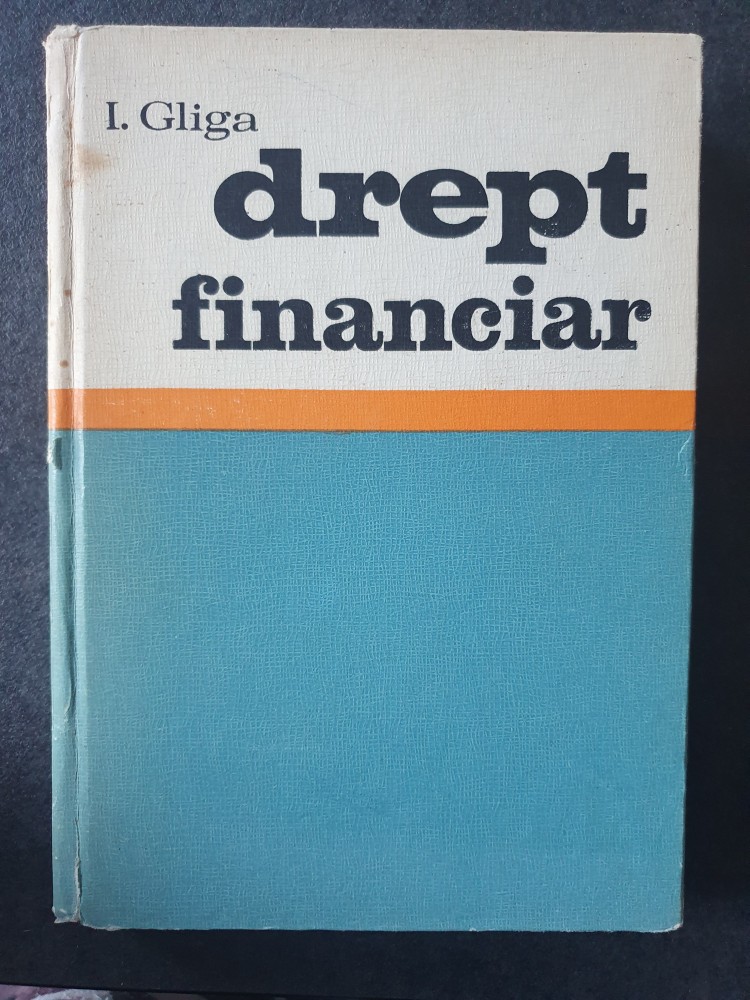 I. Gliga
drept
financiar